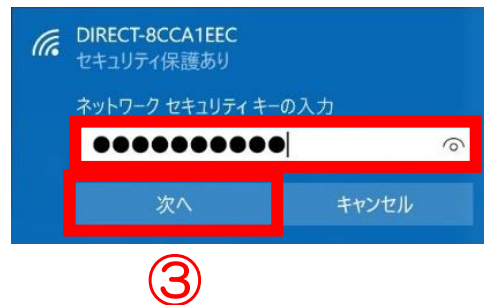 DIRECT-8CCA1EEC
セキュリティ保護あり
ネットワーク セキュリティ キーの入力
●●●●●●●●●●
次へ キャンセル
③